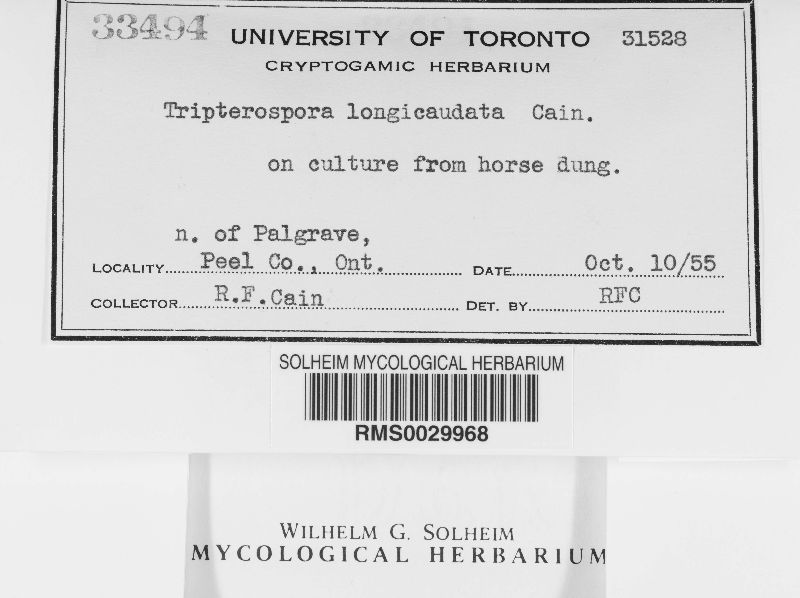 33494 UNIVERSITY OF TORONTO 31528
CRYPTOGAMIC HERBARIUM
Tripterospora longicaudata Cain.
on culture from horse dung.
n. of Palgrave,
LOCALITY Peel Co., Ont. DATE Oct. 10/55
COLLECTOR R.F.Cain DET. BY RFC
SOLHEIM MYCOLOGICAL HERBARIUM
RMS0029968
WILHELM G. SOLHEIM
MYCOLOGICAL HERBARIUM